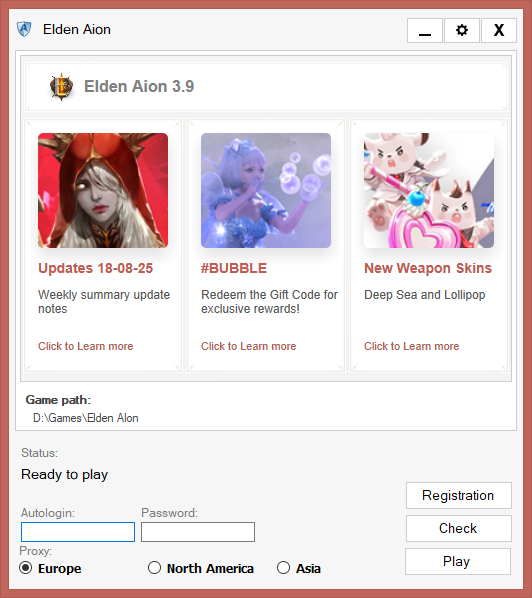 Elden Aion
X
Elden Aion 3.9
Updates 18-08-25
Weekly summary update
notes
Click to Learn more
#BUBBLE
Redeem the Gift Code for
exclusive rewards!
Click to Learn more
New Weapon Skins
Deep Sea and Lollipop
Click to Learn more
Game path:
D:\Games\Elden Aion
Status:
Ready to play
Autologin:
Password:
Registration
Check
Play
Proxy:
Europe
North America
Asia